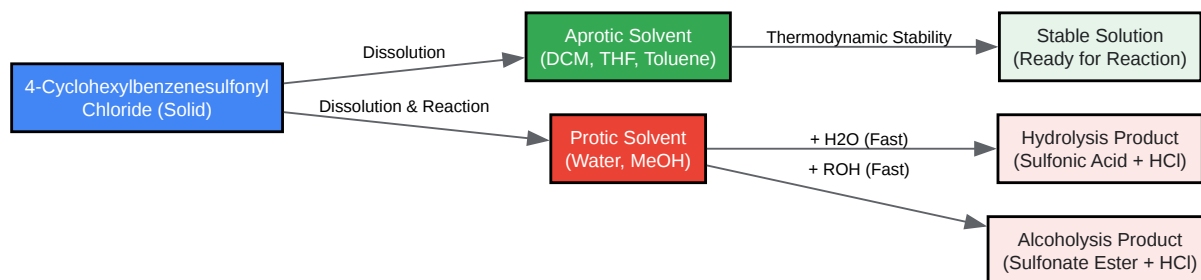 4-Cyclohexylbenzenesulfonyl
Chloride (Solid)
Dissolution
Dissolution & Reaction
Aprotic Solvent
(DCM, THF, Toluene)
Protic Solvent
(Water, MeOH)
Thermodynamic Stability
+ H2O (Fast)
+ ROH (Fast)
Stable Solution
(Ready for Reaction)
Hydrolysis Product
(Sulfonic Acid + HCl)
Alcoholysis Product
(Sulfonate Ester + HCl)